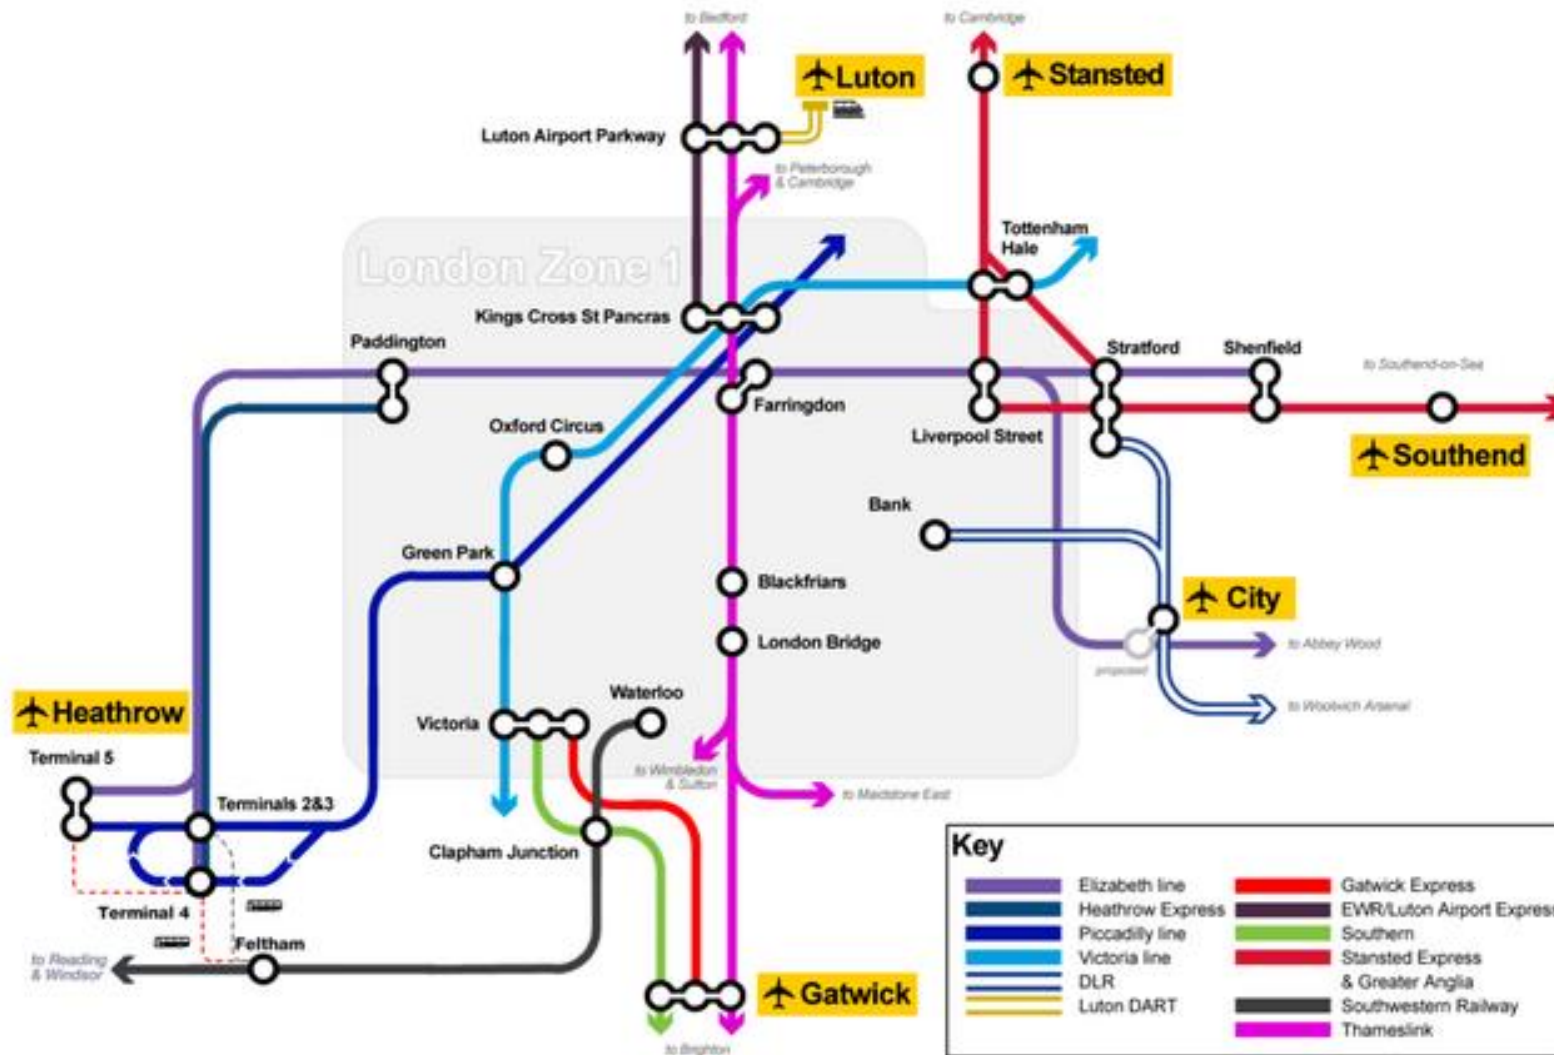 to Bedford
to Cambridge
Luton
Stansted
Luton Airport Parkway
to Peterborough
& Cambridge
London Zone 1
Tottenham
Hale
Kings Cross St Pancras
Paddington
Stratford
Shenfield
to Southend-on-Sea
Oxford Circus
Farringdon
Liverpool Street
Southend
Bank
Green Park
Blackfriars
City
London Bridge
to Abbey Wood
proposed
Heathrow
Waterloo
Victoria
to Woolwich Arsenal
Terminal 5
to Wimbledon
& Sutton
to Maidstone East
Terminals 2&3
Clapham Junction
Terminal 4
Feltham
to Reading
& Windsor
Gatwick
to Brighton
Key
Elizabeth line
Heathrow Express
Piccadilly line
Victoria line
DLR
Luton DART
Gatwick Express
EWR/Luton Airport Express
Southern
Stansted Express
& Greater Anglia
Southwestern Railway
Thameslink